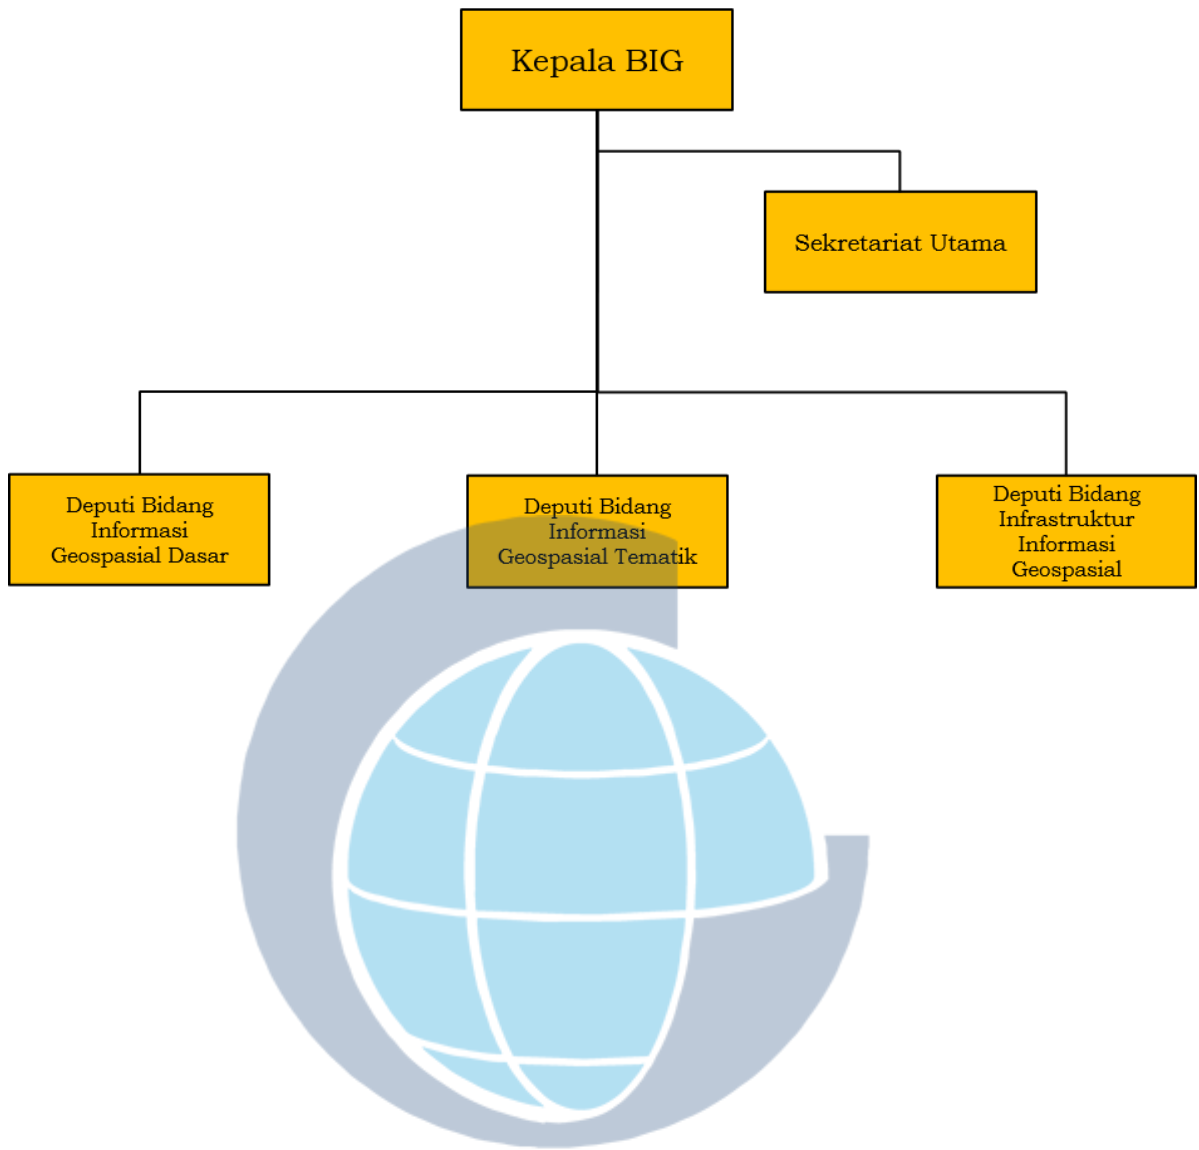 Kepala BIG
Sekretariat Utama
Deputi Bidang
Informasi
Geospasial Dasar
Deputi Bidang
Informasi
Geospasial Tematik
Deputi Bidang
Infrastruktur
Informasi
Geospasial